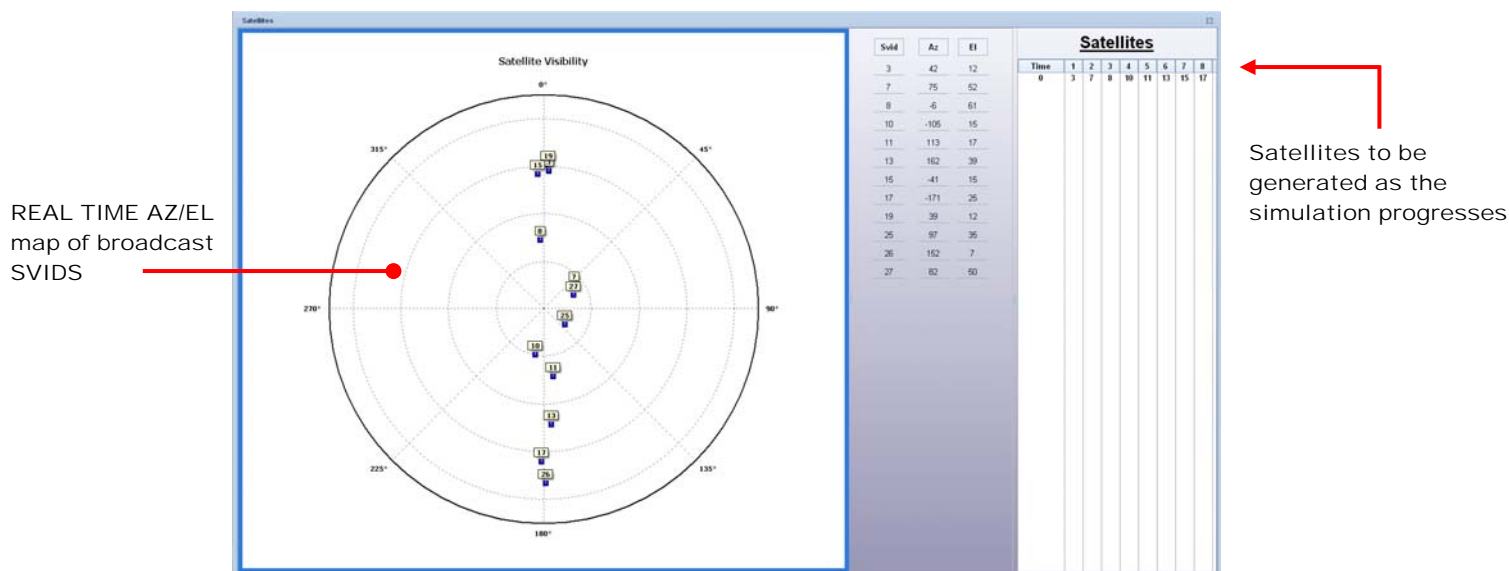 Satellites
Satellite Visibility
0°
45°
90°
135°
180°
225°
270°
315°
19
15
8
7
27
25
10
11
13
17
26
Svid Az El
3 42 12
7 75 52
8 -6 61
10 -105 15
11 113 17
13 162 39
15 -41 15
17 -171 25
19 39 12
25 97 35
26 152 7
27 82 50
Satellites
Time 1 2 3 4 5 6 7 8
0 3 7 8 10 11 13 15 17
REAL TIME AZ/EL
map of broadcast
SVIDS
Satellites to be
generated as the
simulation progresses